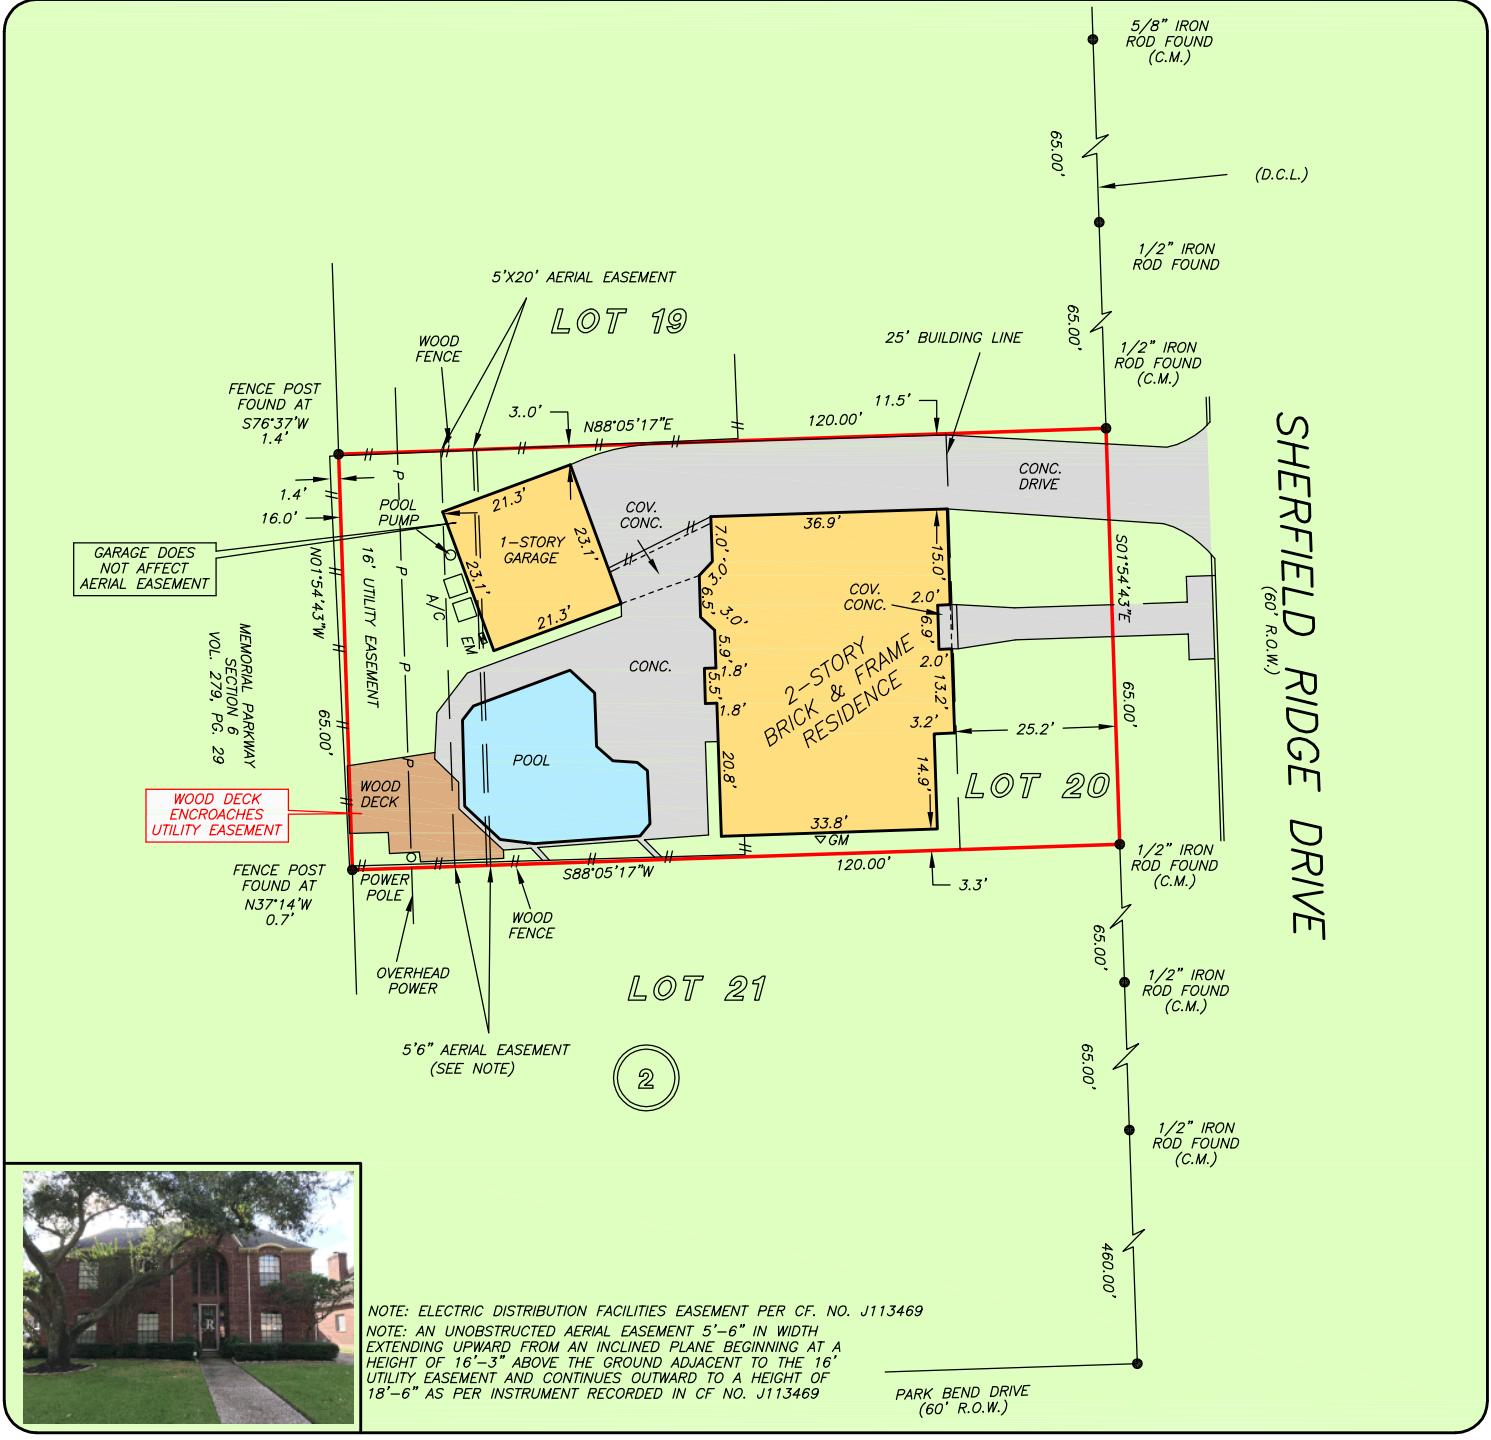 5/8” IRON
ROD FOUND
(C.M.)
65.00'
(D.C.L.)
1/2” IRON
ROD FOUND
5'X20' AERIAL EASEMENT
LOT 19
65.00'
WOOD
FENCE
25' BUILDING LINE
1/2” IRON
ROD FOUND
(C.M.)
FENCE POST
FOUND AT
S76°37'W
1.4'
3..0'
N88°05'17”E
120.00'
11.5'
SHERFIELD RIDGE DRIVE
(60' R.O.W.)
CONC.
DRIVE
1.4'
16.0'
P
POOL
PUMP
21.3'
COV.
CONC.
36.9'
GARAGE DOES
NOT AFFECT
AERIAL EASEMENT
1-STORY
GARAGE
23.1'
23.1'
21.3'
7.0'
3.0'
6.5'
3.0'
5.9'
1.8'
5.5'
1.8'
20.8'
15.0'
COV.
CONC.
2.0'
6.9'
2.0'
13.2'
3.2'
14.9'
33.8'
S01°54'43”E
65.00'
N01°54'43”W
65.00'
16' UTILITY EASEMENT
P
P
P
A/C
EM
MEMORIAL PARKWAY
SECTION 6
VOL. 279, PG. 29
CONC.
2-STORY
BRICK & FRAME
RESIDENCE
25.2'
POOL
LOT 20
WOOD
DECK
WOOD DECK
ENCROACHES
UTILITY EASEMENT
GM
FENCE POST
FOUND AT
N37°14'W
0.7'
POWER
POLE
S88°05'17”W
120.00'
3.3'
1/2” IRON
ROD FOUND
(C.M.)
WOOD
FENCE
OVERHEAD
POWER
LOT 21
65.00'
1/2” IRON
ROD FOUND
(C.M.)
5'6” AERIAL EASEMENT
(SEE NOTE)
2
65.00'
1/2” IRON
ROD FOUND
(C.M.)
460.00'
R
NOTE: ELECTRIC DISTRIBUTION FACILITIES EASEMENT PER CF. NO. J113469
NOTE: AN UNOBSTRUCTED AERIAL EASEMENT 5'-6” IN WIDTH
EXTENDING UPWARD FROM AN INCLINED PLANE BEGINNING AT A
HEIGHT OF 16'-3” ABOVE THE GROUND ADJACENT TO THE 16'
UTILITY EASEMENT AND CONTINUES OUTWARD TO A HEIGHT OF
18'-6” AS PER INSTRUMENT RECORDED IN CF NO. J113469
PARK BEND DRIVE
(60' R.O.W.)